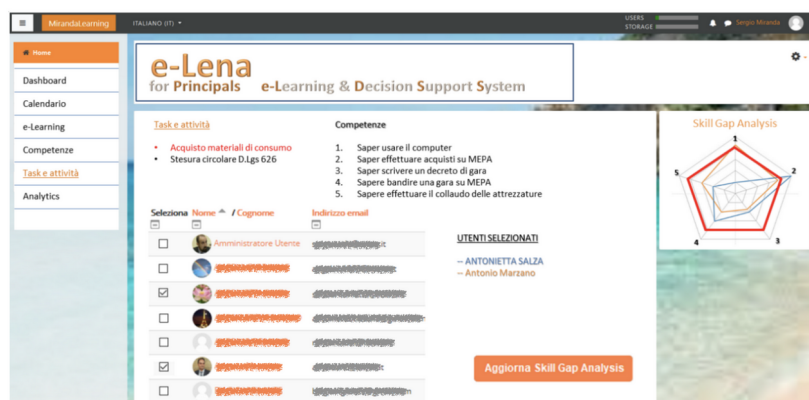 MirandaLearning
ITALIANO (IT)
USERS
STORAGE
Sergio Miranda
Home
Dashboard
Calendario
e-Learning
Competenze
Task e attività
Analytics
e-Lena
for Principals e-Learning & Decision Support System
Task e attività
• Acquisto materiali di consumo
• Stesura circolare D.Lgs 626
Competenze
1. Saper usare il computer
2. Saper effettuare acquisti su MEPA
3. Saper scrivere un decreto di gara
4. Sapere bandire una gara su MEPA
5. Sapere effettuare il collaudo delle attrezzature
Skill Gap Analysis
1
2
3
4
5
Seleziona Nome / Cognome Indirizzo email
Amministratore Utente
UTENTI SELEZIONATI
-- ANTONIETTA SALZA
-- Antonio Marzano
Aggiorna Skill Gap Analysis